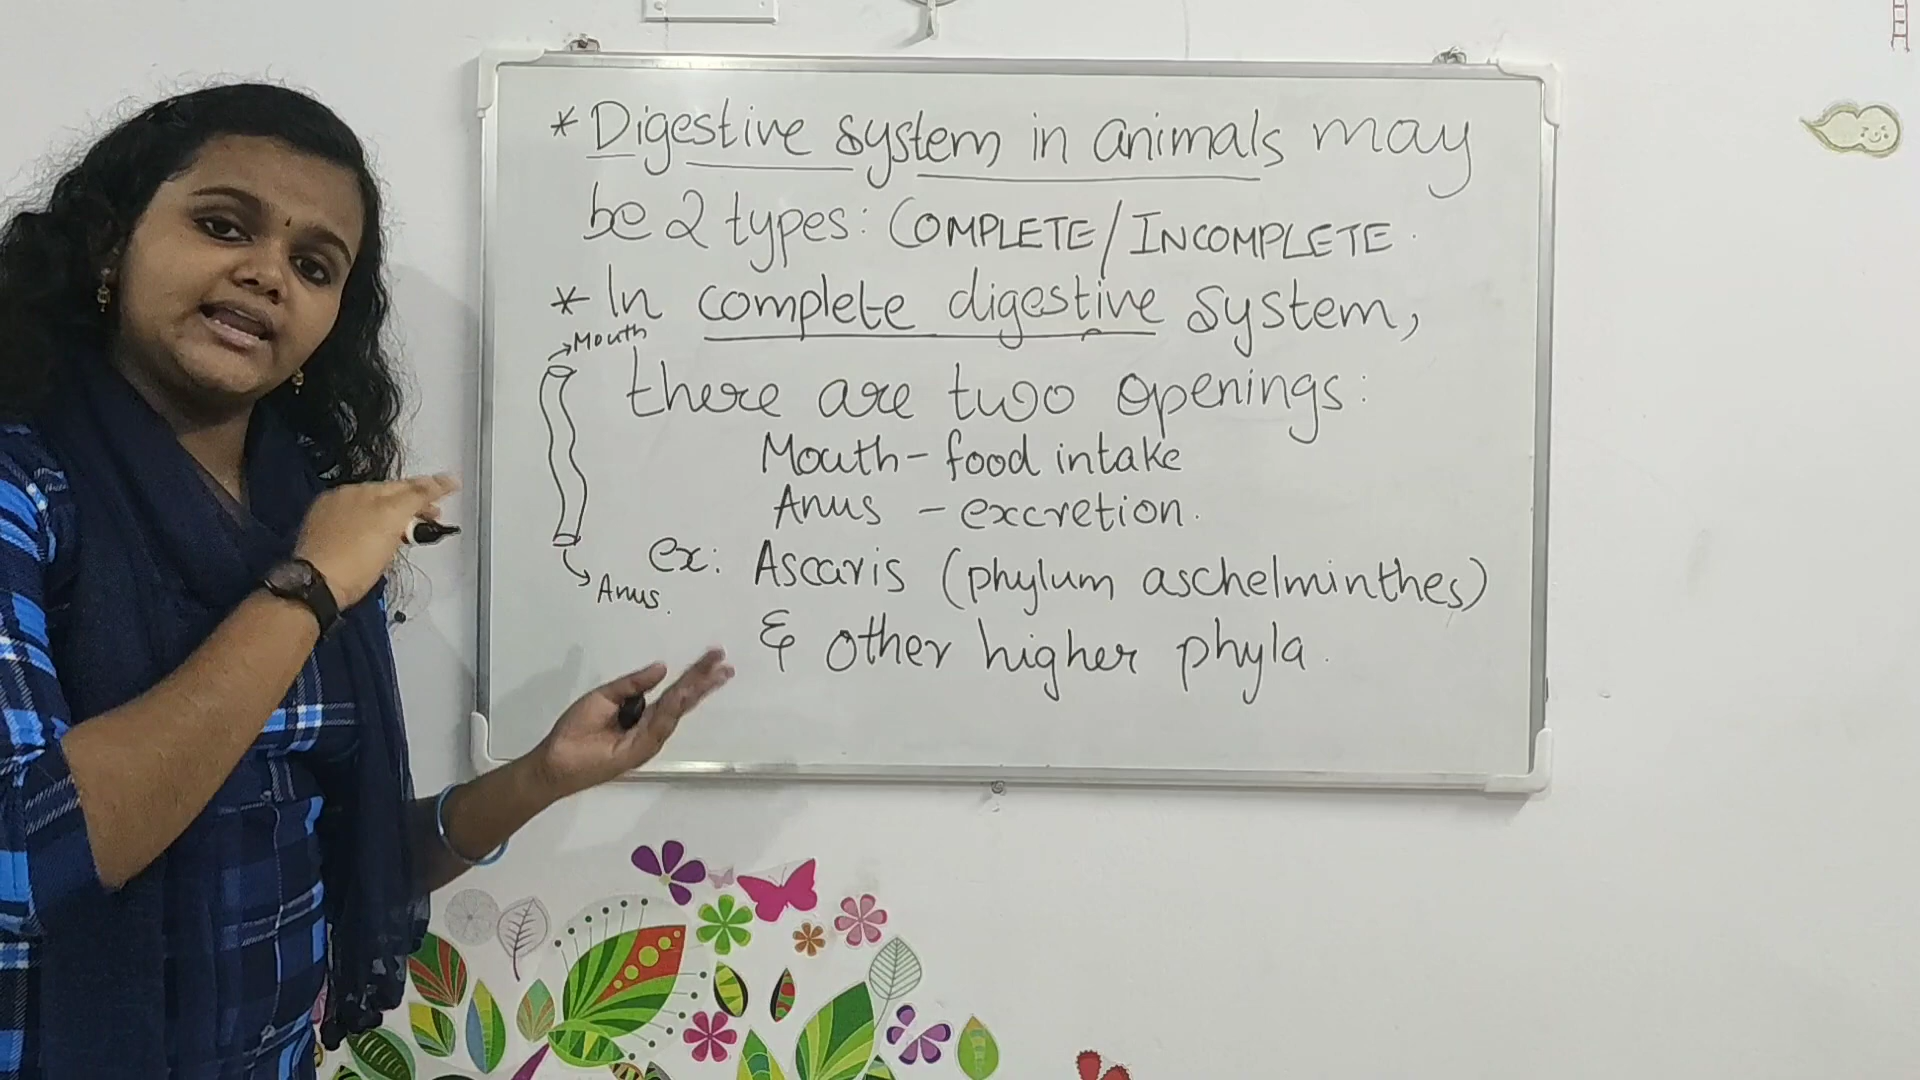 * Digestive system in animals may
be 2 types: COMPLETE/INCOMPLETE.
* In complete digestive system,
→Mouth
there are two openings:
Mouth - food intake
Anus - excretion.
ex: Ascaris (phylum aschelminthes)
Anus.
& other higher phyla.